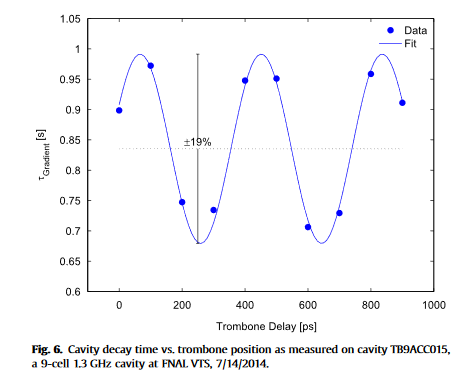 1.05
1
0.95
0.9
0.85
0.8
0.75
0.7
0.65
0.6
τGradient [s]
Data
Fit
±19%
0 200 400 600 800 1000
Trombone Delay [ps]
Fig. 6. Cavity decay time vs. trombone position as measured on cavity TB9ACC015,
a 9-cell 1.3 GHz cavity at FNAL VTS, 7/14/2014.